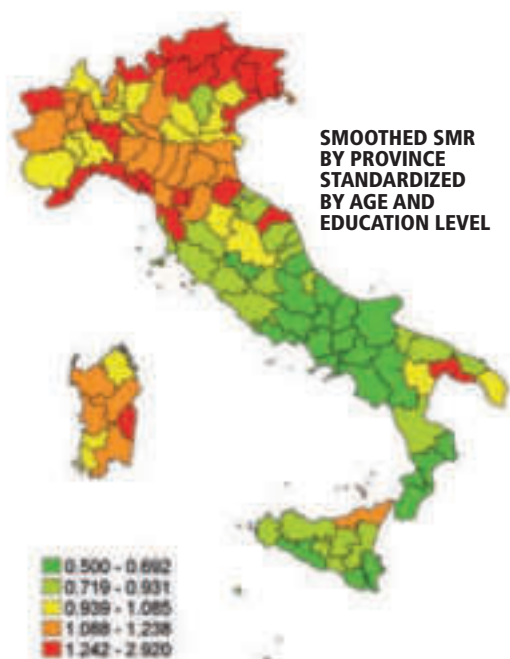 SMOOTHED SMR
BY PROVINCE
STANDARDIZED
BY AGE AND
EDUCATION LEVEL
0.500 - 0.692
0.719 - 0.931
0.939 - 1.085
1.088 - 1.238
1.242 - 2.920